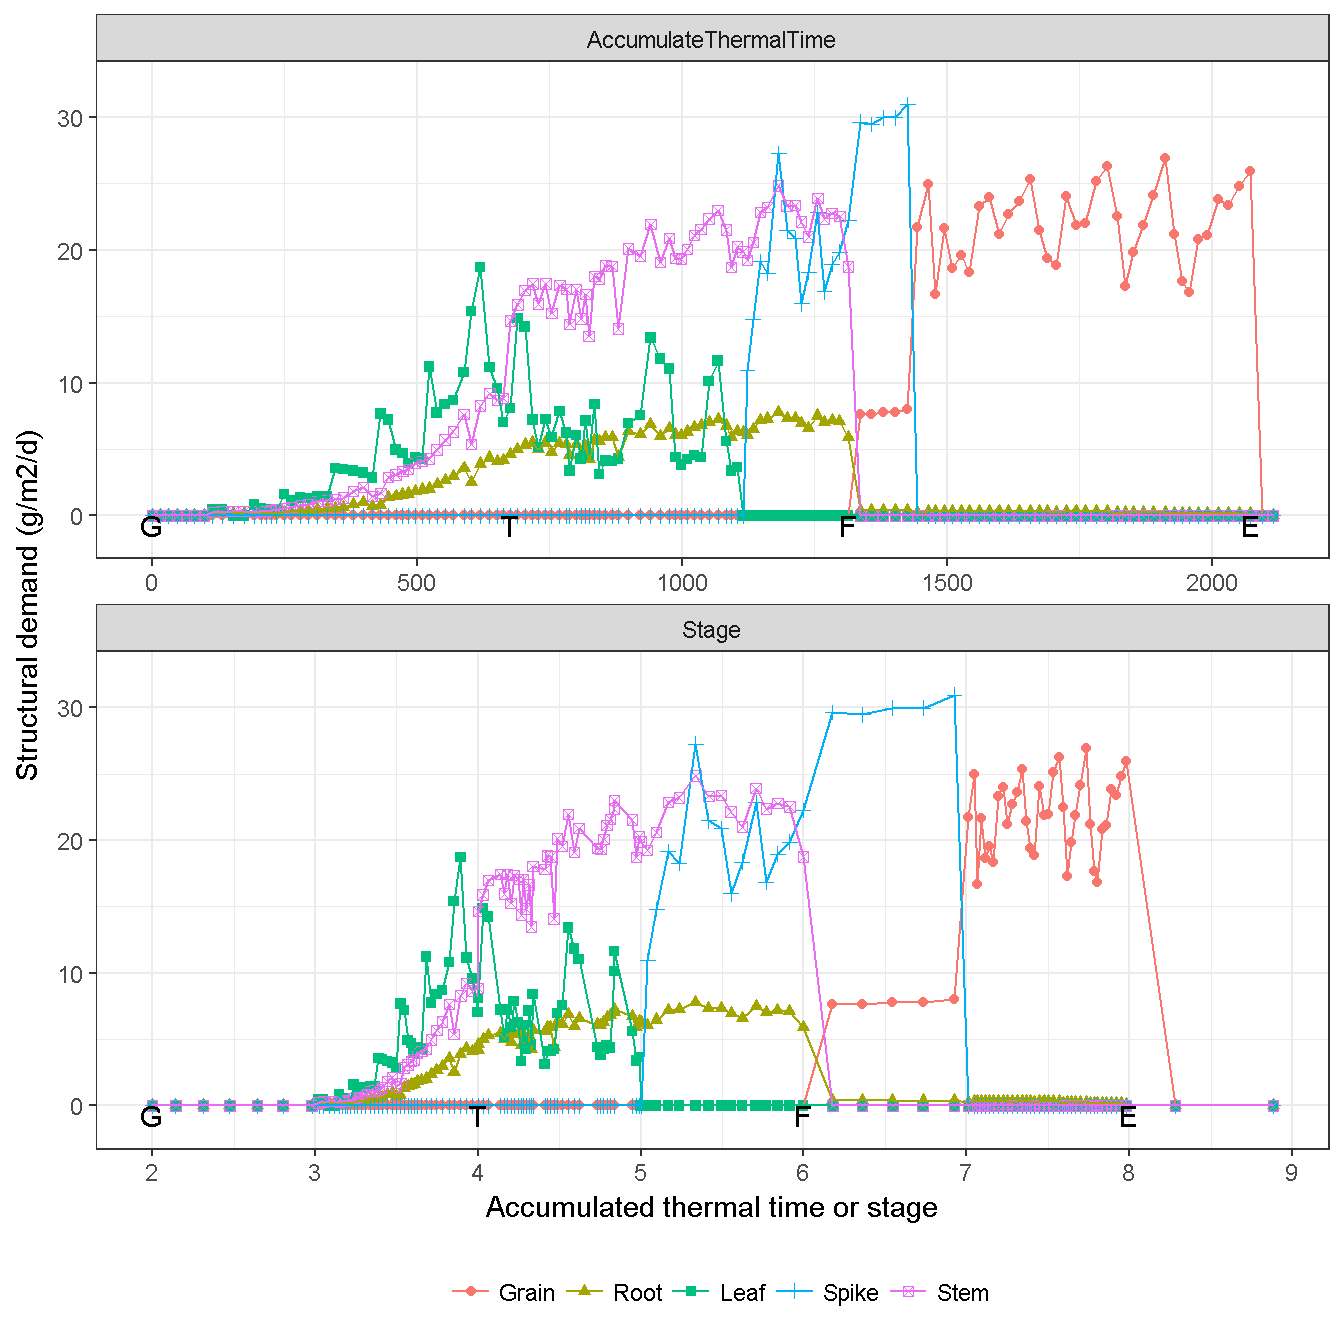 AccumulateThermalTime
30
20
10
0
G T F E
0 500 1000 1500 2000
Structural demand (g/m2/d)
Stage
30
20
10
0
G T F E
2 3 4 5 6 7 8 9
Accumulated thermal time or stage
Grain Root Leaf Spike Stem